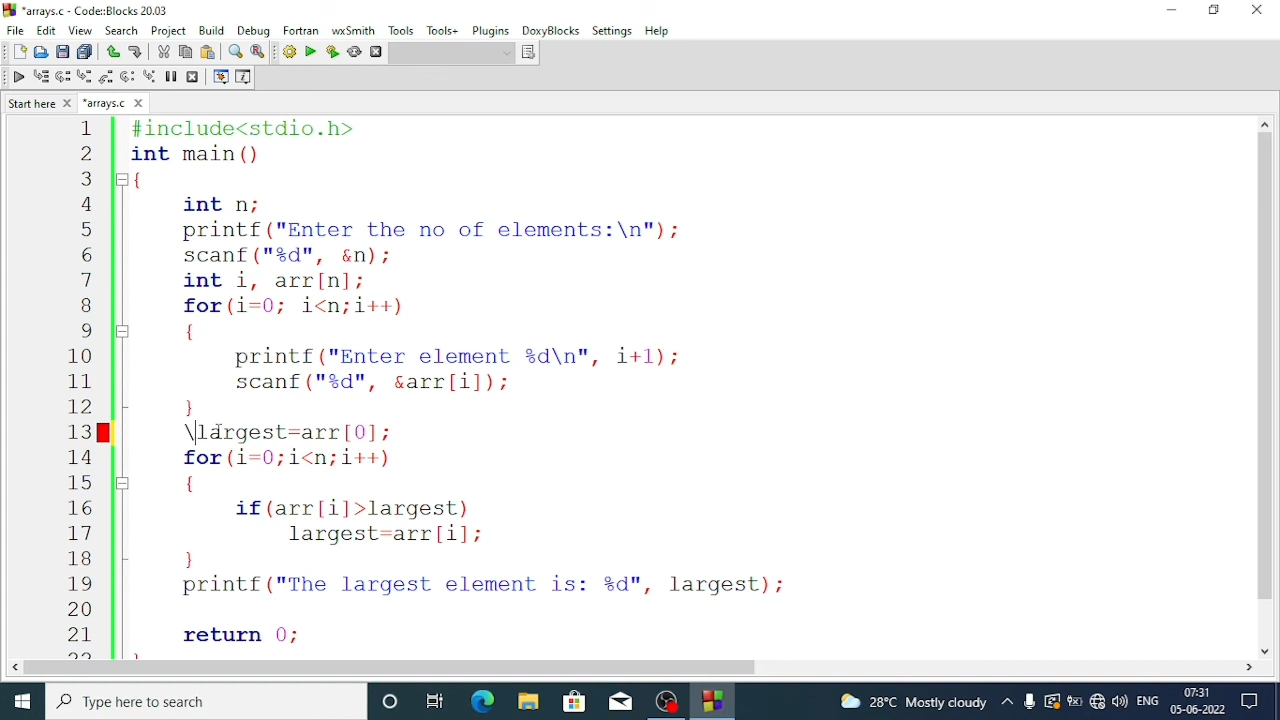 *arrays.c - Code::Blocks 20.03
File Edit View Search Project Build Debug Fortran wxSmith Tools Tools+ Plugins DoxyBlocks Settings Help
Start here *arrays.c
1 #include<stdio.h>
2 int main()
3 {
4 int n;
5 printf("Enter the no of elements:\n");
6 scanf("%d", &n);
7 int i, arr[n];
8 for(i=0; i<n;i++)
9 {
10 printf("Enter element %d\n", i+1);
11 scanf("%d", &arr[i]);
12 }
13 \largest=arr[0];
14 for(i=0;i<n;i++)
15 {
16 if(arr[i]>largest)
17 largest=arr[i];
18 }
19 printf("The largest element is: %d", largest);
20
21 return 0;
22 }
Type here to search 28°C Mostly cloudy ENG 07:31
05-06-2022